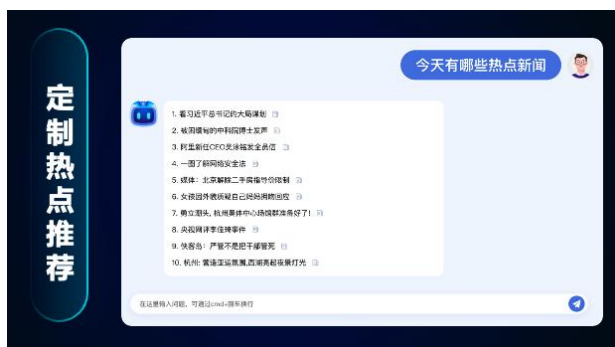 定制热点推荐
今天有哪些热点新闻
1. 看习近平总书记的大局谋划
2. 被困缅甸的中科院博士发声
3. 阿里新任CEO吴泳铭发全员信
4. 一图了解网络安全法
5. 媒体：北京解除二手房指导价限制
6. 女孩因外貌质疑自己妈妈拥吻回应
7. 勇立潮头,杭州奥体中心场馆群准备好了!
8. 央视网评李佳琦事件
9. 侠客岛：严管不是把干部管死
10. 杭州: 营造亚运氛围,西湖亮起夜景灯光
在这里输入问题，可通过cmd+回车换行